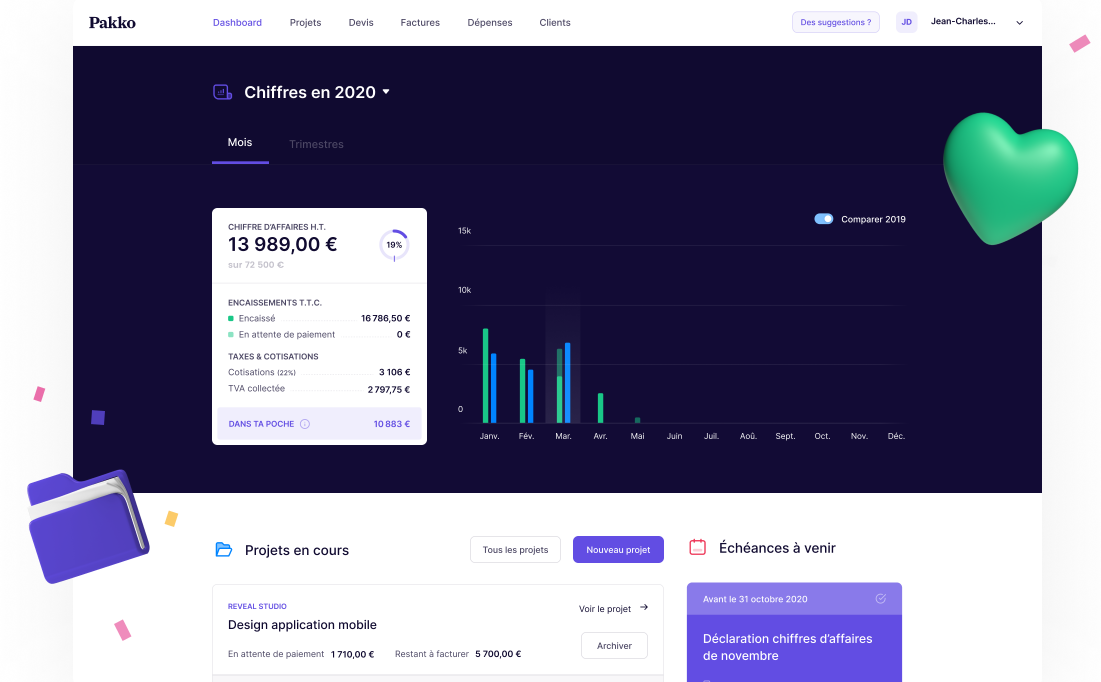 Pakko
Dashboard
Projets
Devis
Factures
Dépenses
Clients
Des suggestions ?
JD
Jean-Charles...
Chiffres en 2020
Mois
Trimestres
CHIFFRE D'AFFAIRES H.T.
13 989,00 €
sur 72 500 €
19%
ENCAISSEMENTS T.T.C.
Encaissé 16 786,50 €
En attente de paiement 0 €
TAXES & COTISATIONS
Cotisations (22%) 3 106 €
TVA collectée 2 797,75 €
DANS TA POCHE 10 883 €
Comparer 2019
15k
10k
5k
0
Janv. Fév. Mar. Avr. Mai Juin Juil. Aoû. Sept. Oct. Nov. Déc.
Projets en cours
Tous les projets
Nouveau projet
REVEAL STUDIO
Design application mobile
En attente de paiement 1 710,00 €
Restant à facturer 5 700,00 €
Voir le projet
Archiver
Échéances à venir
Avant le 31 octobre 2020
Déclaration chiffres d'affaires
de novembre